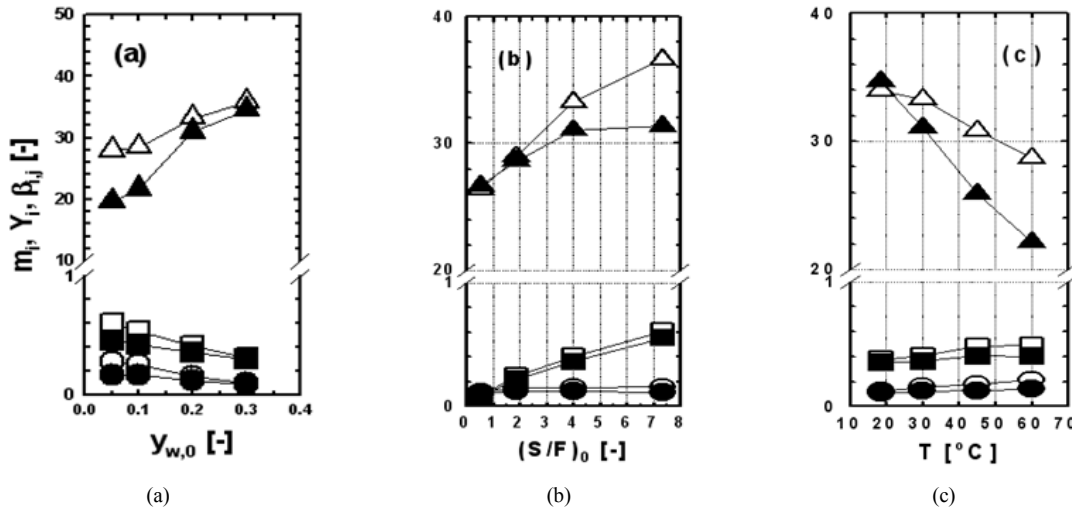 m_i, Y_i, β_i,j [-]
50
40
30
20
10
1
0
(a)
0.0 0.1 0.2 0.3 0.4
y_w,0 [-]
40
30
20
1
0
(b)
0 1 2 3 4 5 6 7 8
(S/F)_0 [-]
40
30
20
1
0
(c)
10 20 30 40 50 60 70
T [°C]
(a) (b) (c)